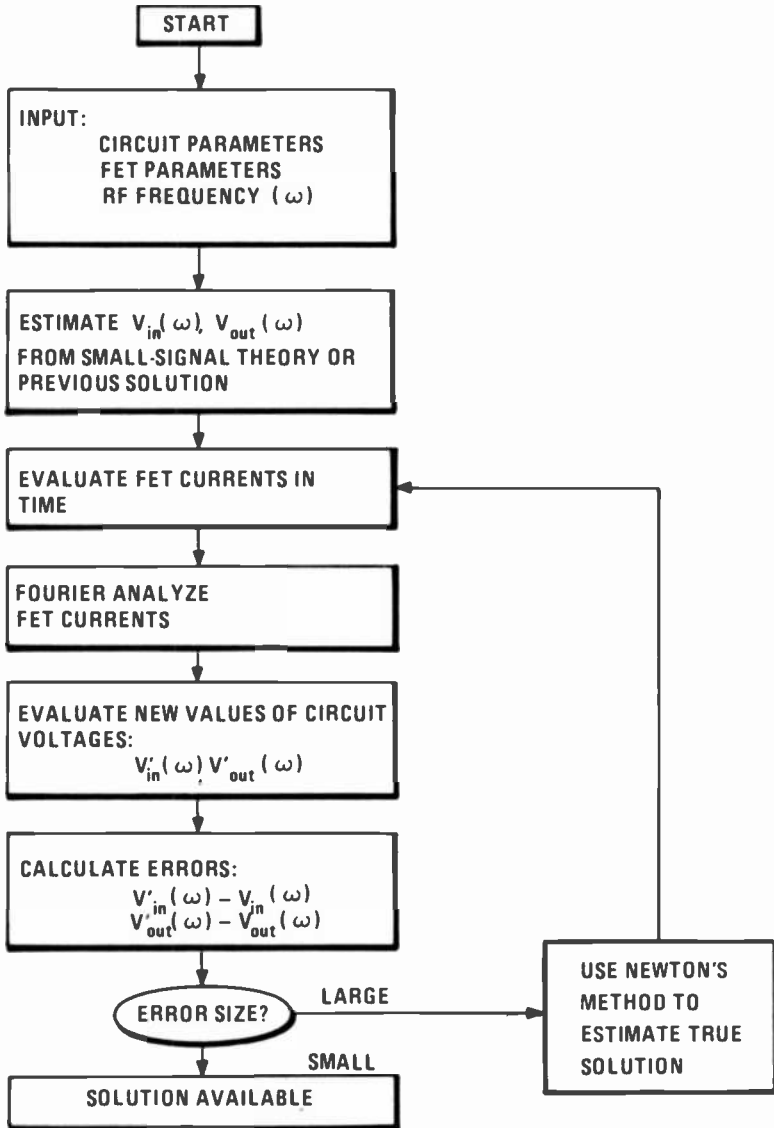 START
INPUT:
CIRCUIT PARAMETERS
FET PARAMETERS
RF FREQUENCY (ω)
ESTIMATE V_in(ω), V_out(ω)
FROM SMALL-SIGNAL THEORY OR
PREVIOUS SOLUTION
EVALUATE FET CURRENTS IN
TIME
FOURIER ANALYZE
FET CURRENTS
EVALUATE NEW VALUES OF CIRCUIT
VOLTAGES:
V'_in(ω), V'_out(ω)
CALCULATE ERRORS:
V'_in(ω) – V_in(ω)
V'_out(ω) – V_out(ω)
ERROR SIZE?
LARGE
USE NEWTON'S
METHOD TO
ESTIMATE TRUE
SOLUTION
SMALL
SOLUTION AVAILABLE